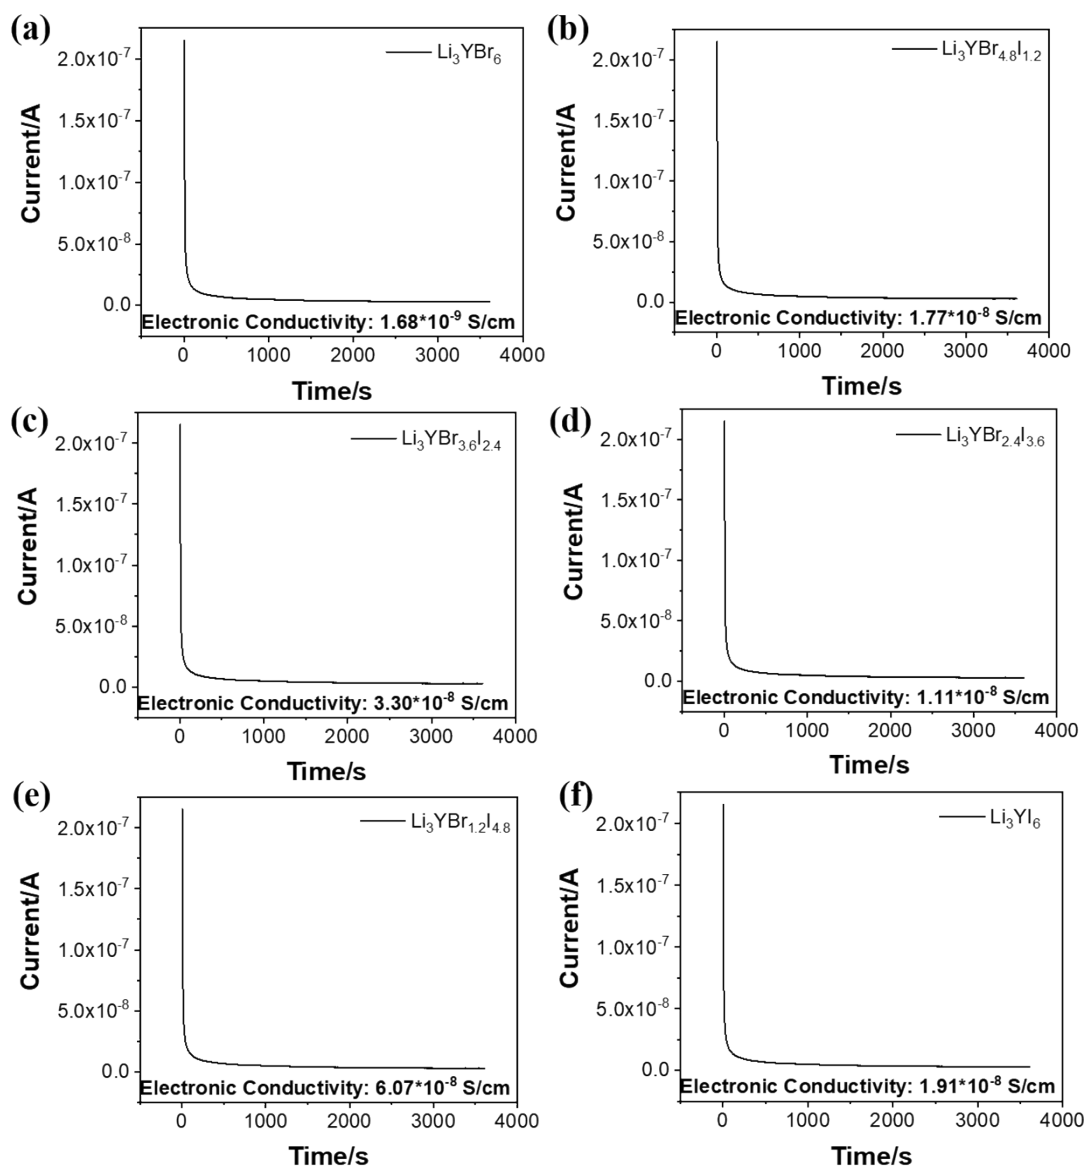 (a)
Li₃YBr₆
2.0x10⁻⁷
1.5x10⁻⁷
1.0x10⁻⁷
5.0x10⁻⁸
0.0
Current/A
Electronic Conductivity: 1.68*10⁻⁹ S/cm
0 1000 2000 3000 4000
Time/s
(b)
Li₃YBr₄.₈I₁.₂
2.0x10⁻⁷
1.5x10⁻⁷
1.0x10⁻⁷
5.0x10⁻⁸
0.0
Current/A
Electronic Conductivity: 1.77*10⁻⁸ S/cm
0 1000 2000 3000 4000
Time/s
(c)
Li₃YBr₃.₆I₂.₄
2.0x10⁻⁷
1.5x10⁻⁷
1.0x10⁻⁷
5.0x10⁻⁸
0.0
Current/A
Electronic Conductivity: 3.30*10⁻⁸ S/cm
0 1000 2000 3000 4000
Time/s
(d)
Li₃YBr₂.₄I₃.₆
2.0x10⁻⁷
1.5x10⁻⁷
1.0x10⁻⁷
5.0x10⁻⁸
0.0
Current/A
Electronic Conductivity: 1.11*10⁻⁸ S/cm
0 1000 2000 3000 4000
Time/s
(e)
Li₃YBr₁.₂I₄.₈
2.0x10⁻⁷
1.5x10⁻⁷
1.0x10⁻⁷
5.0x10⁻⁸
0.0
Current/A
Electronic Conductivity: 6.07*10⁻⁸ S/cm
0 1000 2000 3000 4000
Time/s
(f)
Li₃YI₆
2.0x10⁻⁷
1.5x10⁻⁷
1.0x10⁻⁷
5.0x10⁻⁸
0.0
Current/A
Electronic Conductivity: 1.91*10⁻⁸ S/cm
0 1000 2000 3000 4000
Time/s